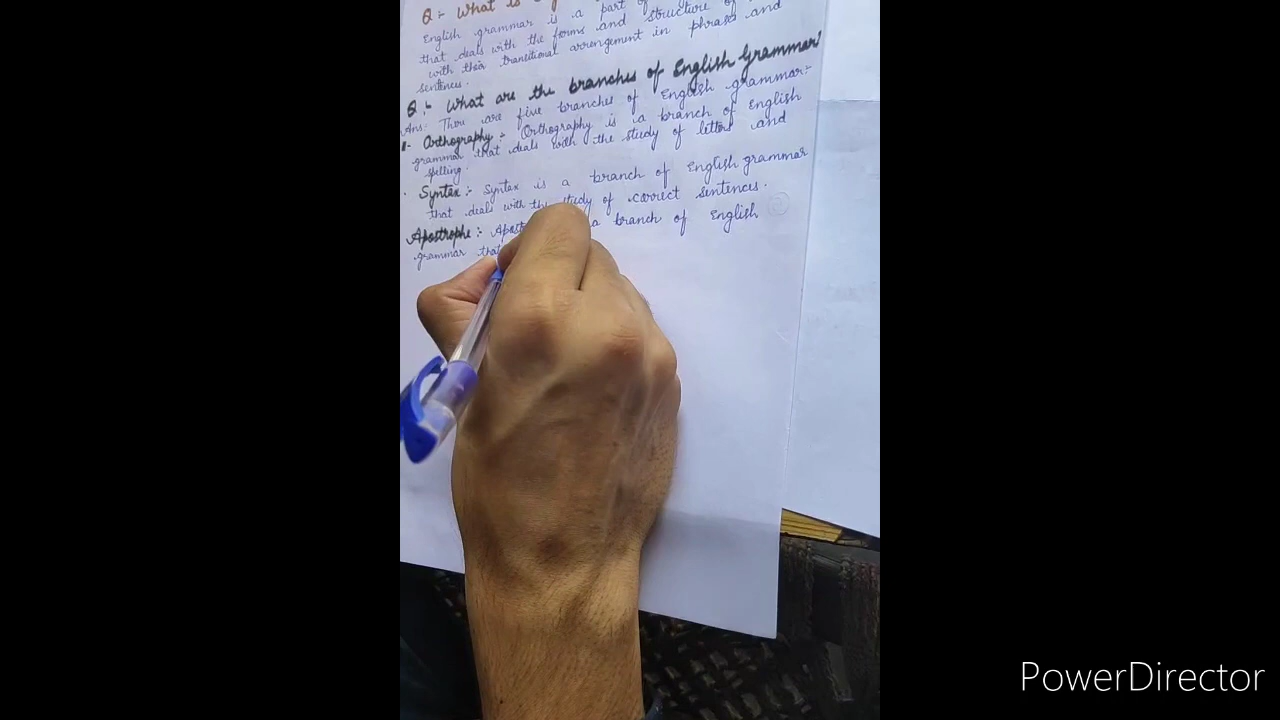 Q:- What is
English grammar is a part of
that deals with the forms and structure of
with their transitional arrangement in phrases and
sentences.
Q:- What are the branches of English Grammar?
Ans: There are five branches of English grammar:-
Orthography:- Orthography is a branch of English
grammar that deals with the study of letters and
spelling.
Syntax:- Syntax is a branch of English grammar
that deals with the study of correct sentences.
Apostrophe:- a branch of English
grammar that
PowerDirector